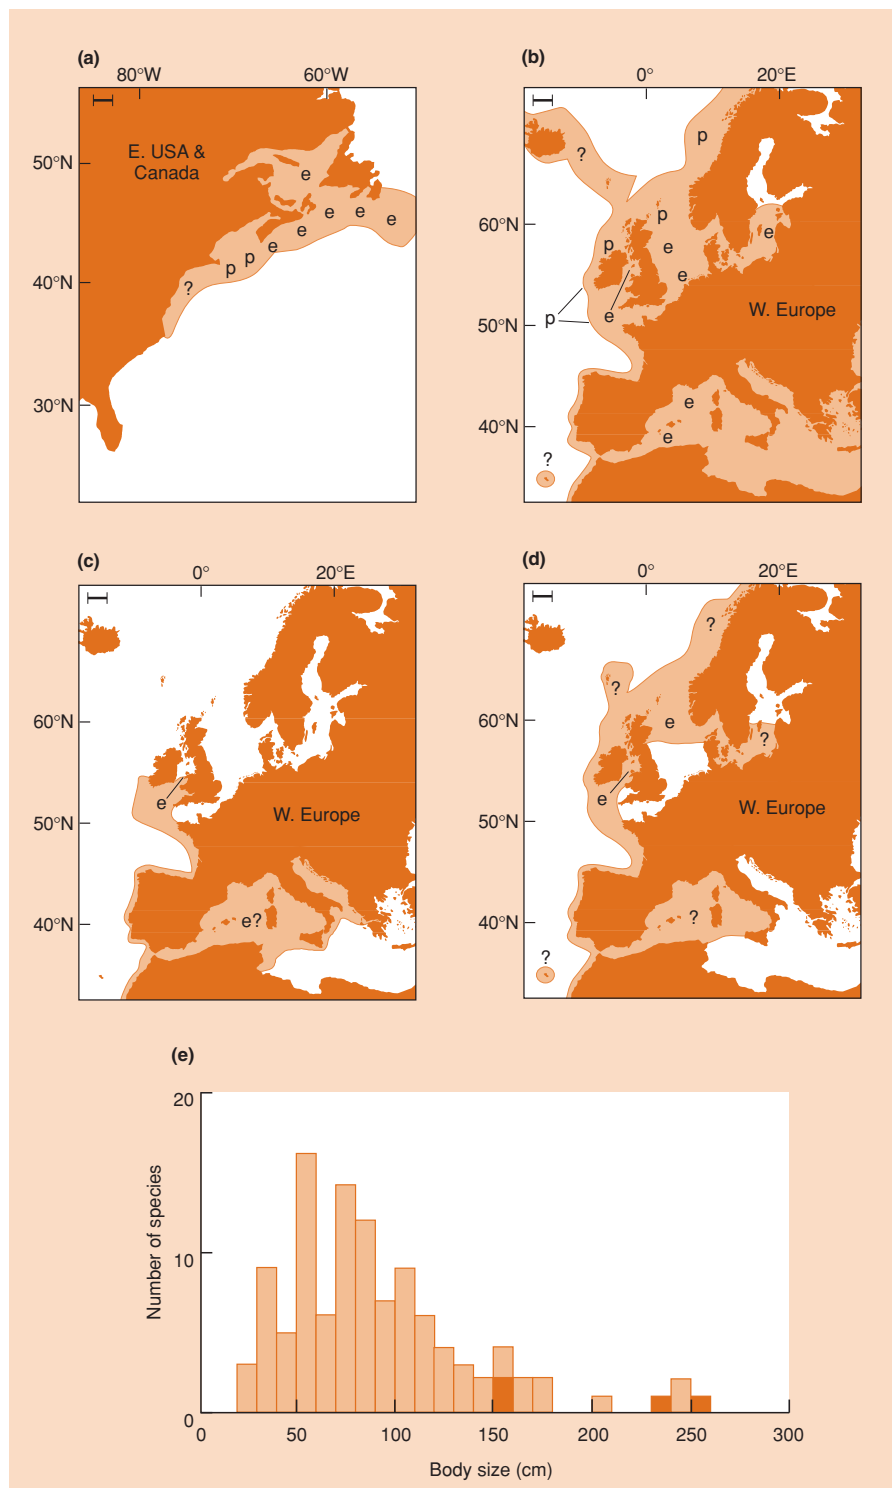 (a)
80°W 60°W
50°N
40°N
30°N
E. USA &
Canada
e
e
e
e
e
e
e
p
p
?
(b)
0° 20°E
60°N
50°N
40°N
p
?
p
p
e
e
e
p
e
W. Europe
e
e
?
(c)
0° 20°E
60°N
50°N
40°N
e
W. Europe
e?
(d)
0° 20°E
60°N
50°N
40°N
?
?
e
?
e
W. Europe
?
?
(e)
20
10
0
Number of species
0 50 100 150 200 250 300
Body size (cm)